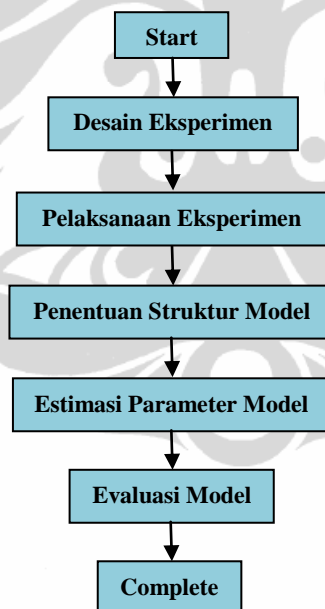 Start
Desain Eksperimen
Pelaksanaan Eksperimen
Penentuan Struktur Model
Estimasi Parameter Model
Evaluasi Model
Complete